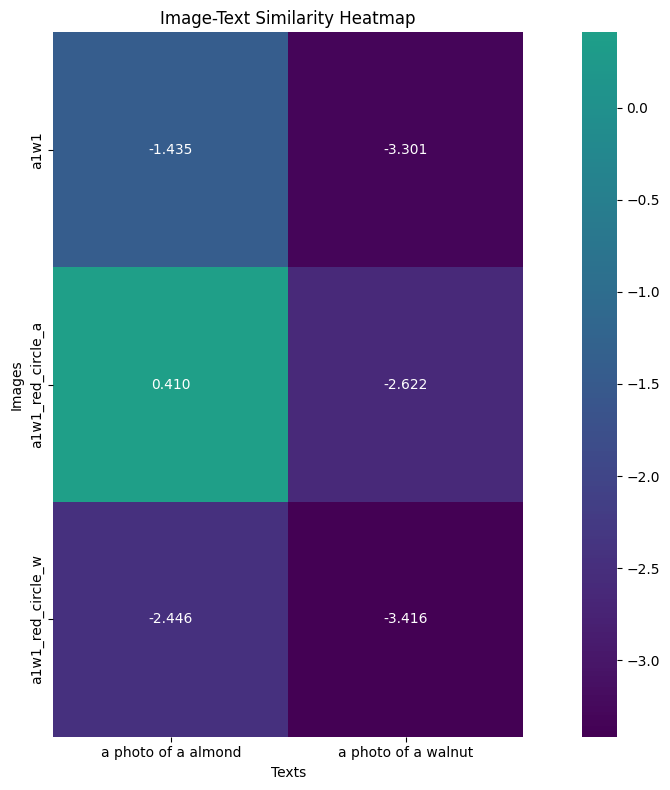 Image-Text Similarity Heatmap
Images
a1w1
-1.435
-3.301
a1w1_red_circle_a
0.410
-2.622
a1w1_red_circle_w
-2.446
-3.416
a photo of a almond
a photo of a walnut
Texts
0.0
−0.5
−1.0
−1.5
−2.0
−2.5
−3.0